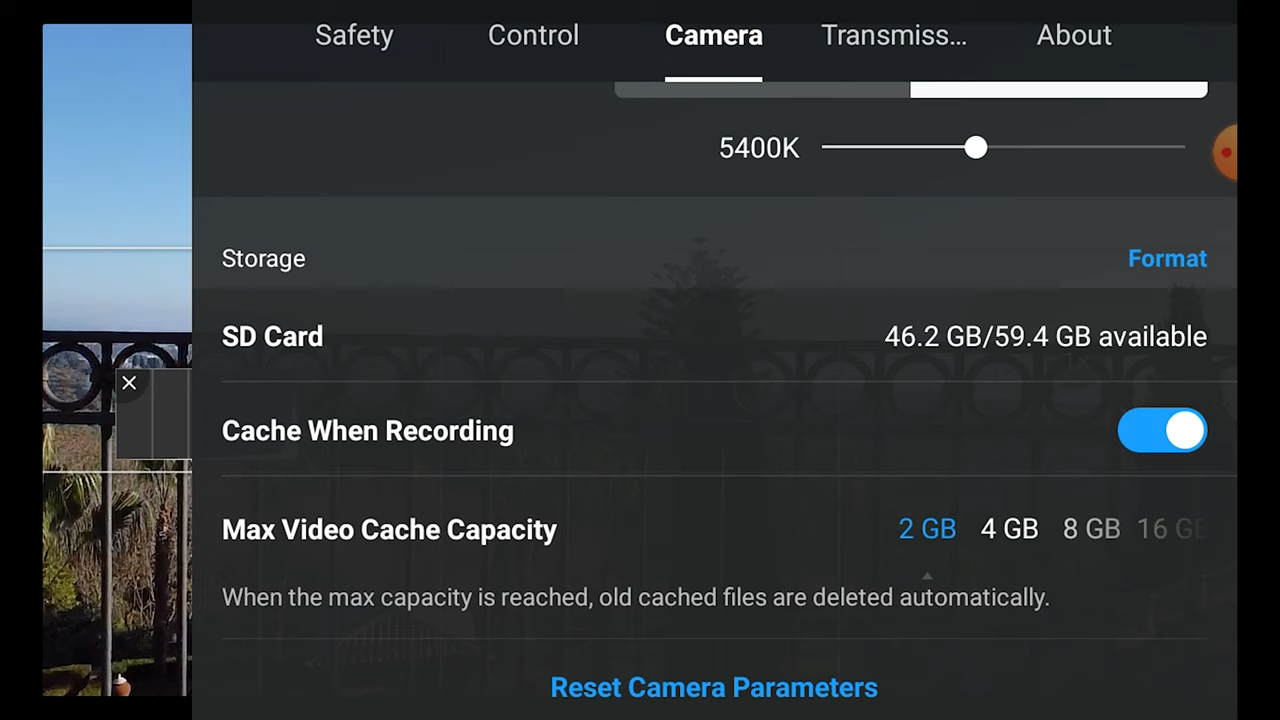 Safety Control Camera Transmiss... About
5400K
Storage Format
SD Card 46.2 GB/59.4 GB available
Cache When Recording
Max Video Cache Capacity 2 GB 4 GB 8 GB 16 GB
When the max capacity is reached, old cached files are deleted automatically.
Reset Camera Parameters